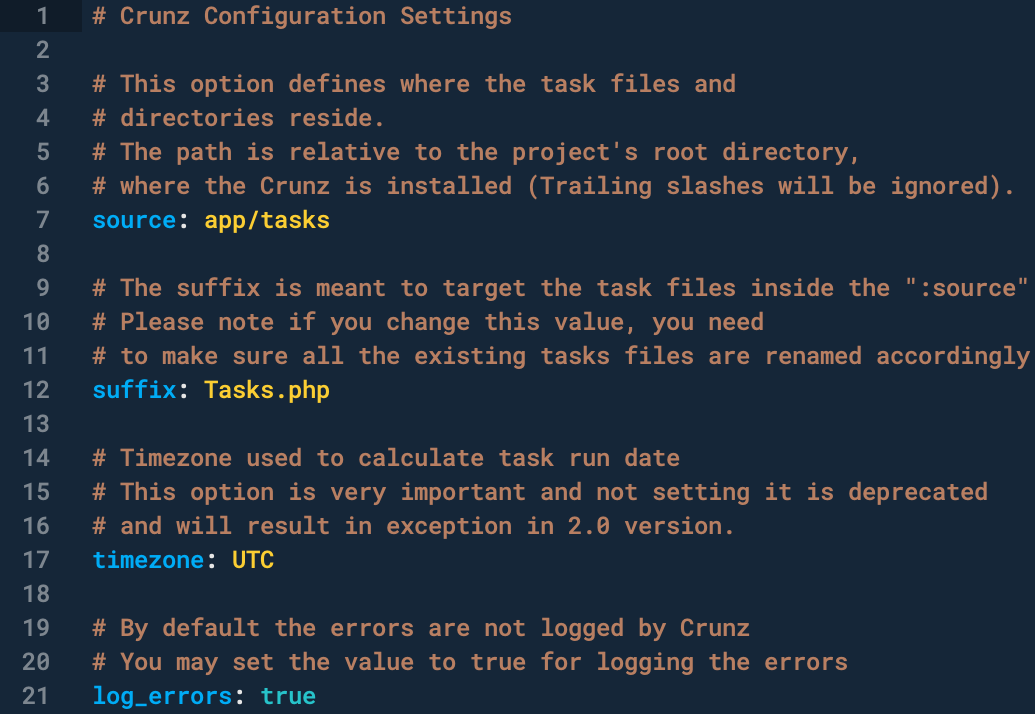 1 # Crunz Configuration Settings
2
3 # This option defines where the task files and
4 # directories reside.
5 # The path is relative to the project's root directory,
6 # where the Crunz is installed (Trailing slashes will be ignored).
7 source: app/tasks
8
9 # The suffix is meant to target the task files inside the ":source"
10 # Please note if you change this value, you need
11 # to make sure all the existing tasks files are renamed accordingly
12 suffix: Tasks.php
13
14 # Timezone used to calculate task run date
15 # This option is very important and not setting it is deprecated
16 # and will result in exception in 2.0 version.
17 timezone: UTC
18
19 # By default the errors are not logged by Crunz
20 # You may set the value to true for logging the errors
21 log_errors: true